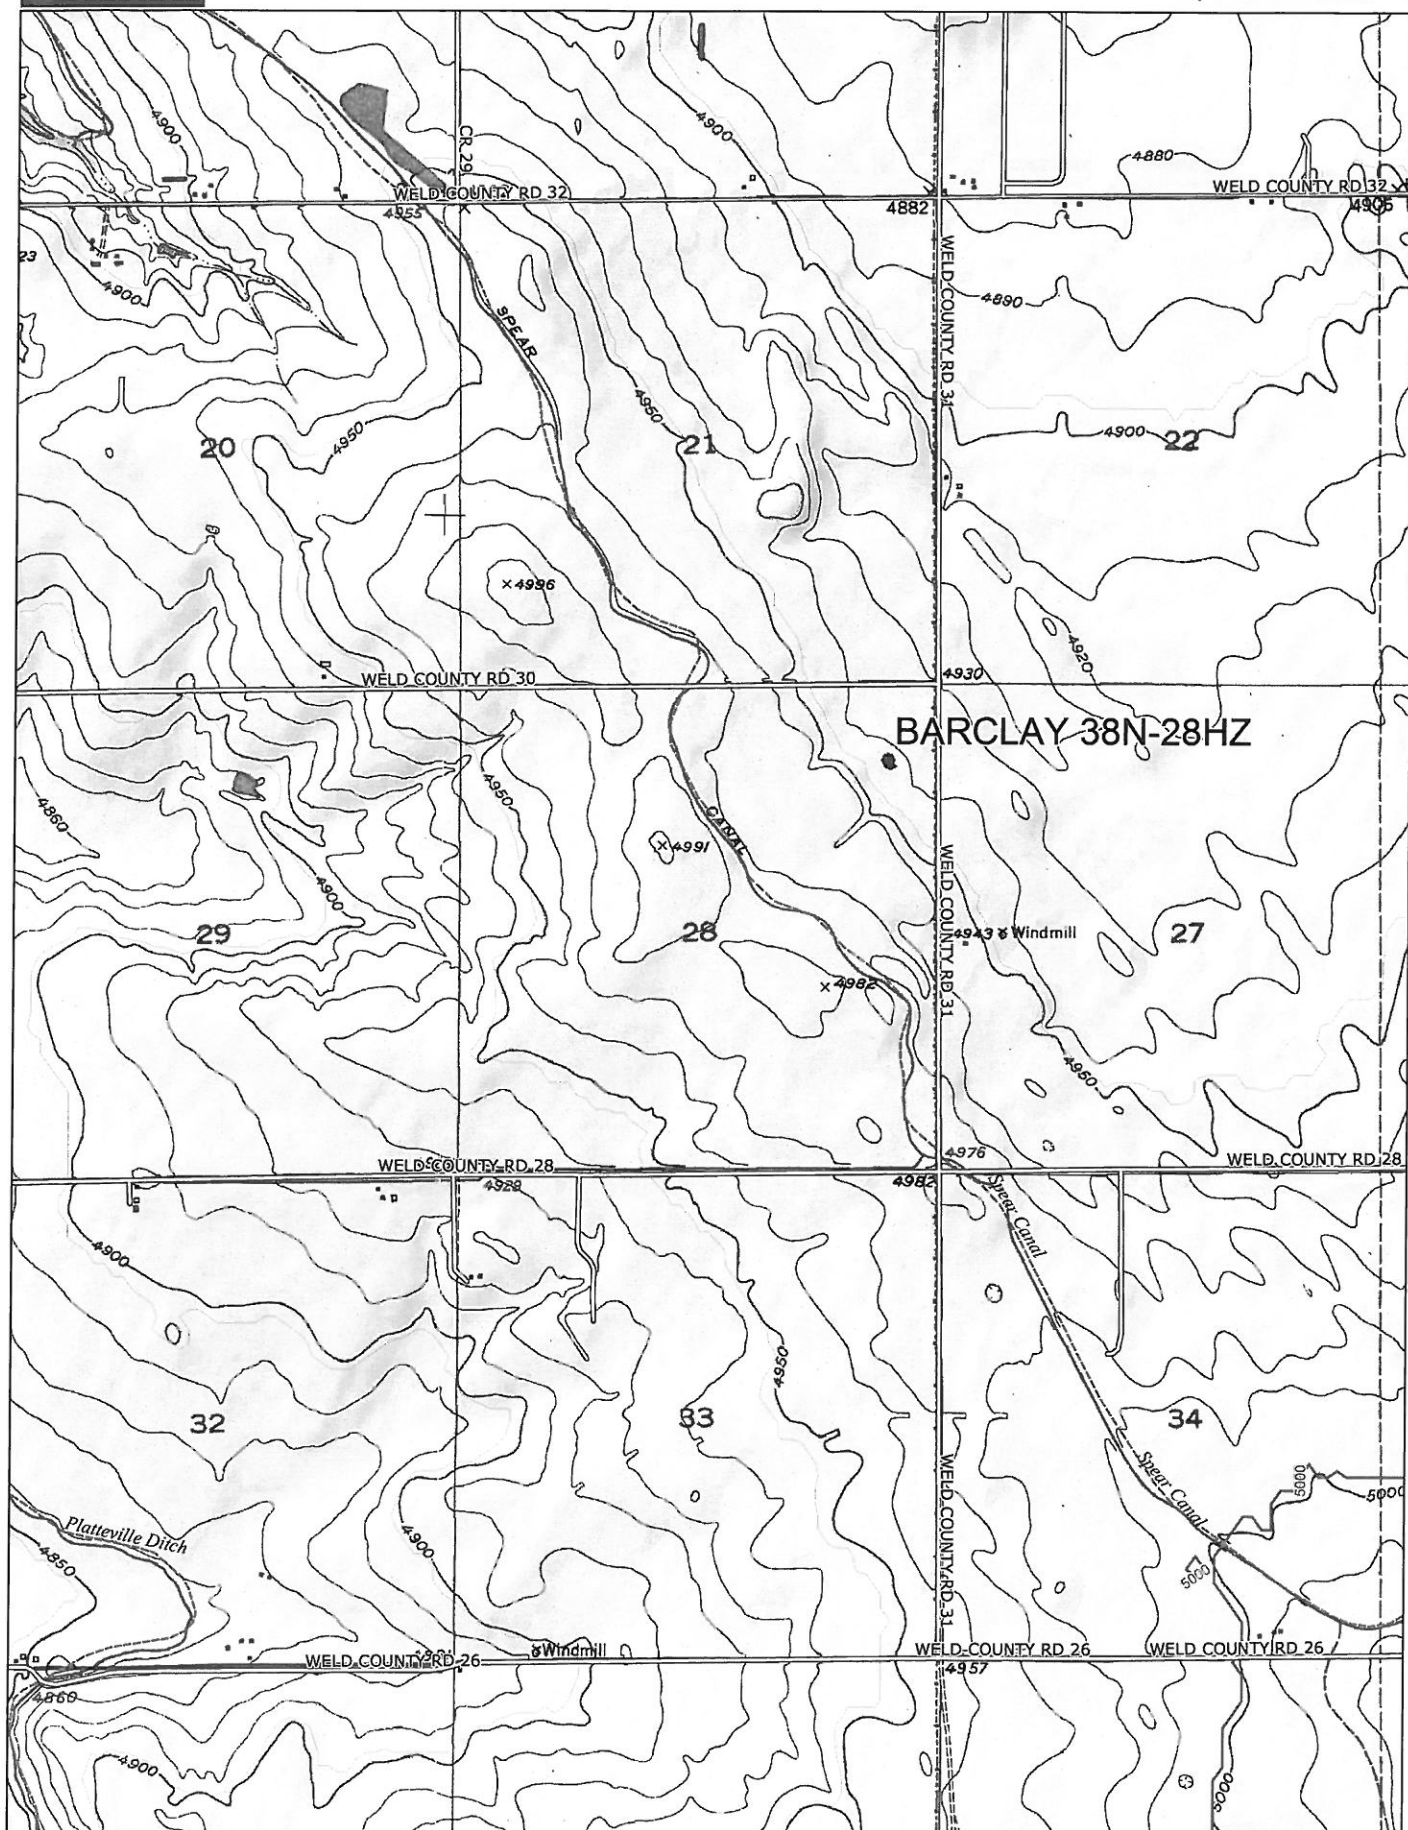 4900
CR 29
4900
4880
WELD COUNTY RD 32
WELD COUNTY RD 32
4955
4882
4905
23
4900
SPEAR
WELD COUNTY RD 31
4890
4950
4950
20
21
4900
22
4996
4920
WELD COUNTY RD 30
4930
BARCLAY 38N-28HZ
4950
4860
CANAL
4991
WELD COUNTY RD 31
4900
29
28
4943
Windmill
27
4982
4950
4976
WELD COUNTY RD 28
WELD COUNTY RD 28
4929
4982
Spear Canal
4900
4950
32
33
34
Spear Canal
5000
5000
Platteville Ditch
4900
4850
5000
WELD COUNTY RD 31
WELD COUNTY RD 26
Windmill
WELD COUNTY RD 26
WELD COUNTY RD 26
4957
4860
4900
5000